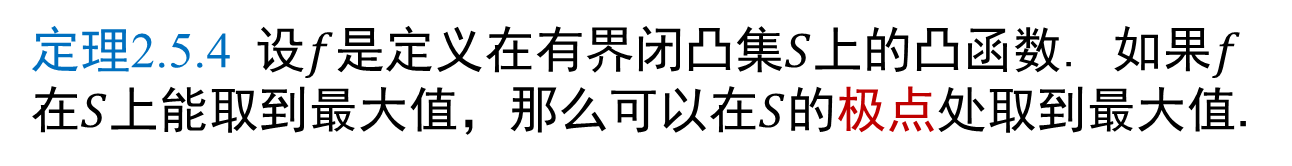 定理2.5.4 设f是定义在有界闭凸集S上的凸函数. 如果f
在S上能取到最大值，那么可以在S的极点处取到最大值.